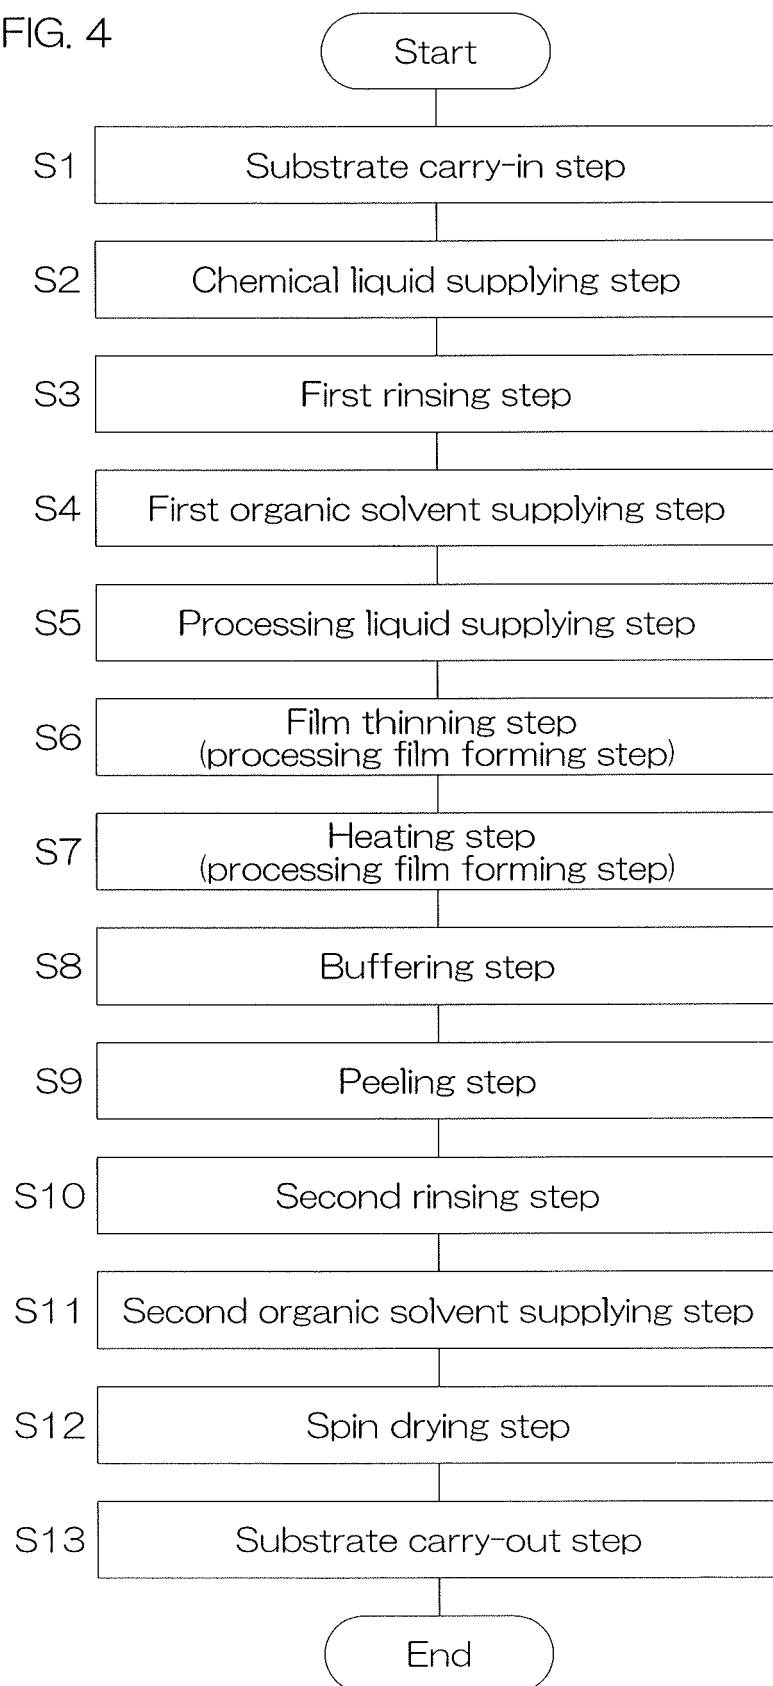 FIG. 4
Start
S1 Substrate carry-in step
S2 Chemical liquid supplying step
S3 First rinsing step
S4 First organic solvent supplying step
S5 Processing liquid supplying step
S6 Film thinning step
(processing film forming step)
S7 Heating step
(processing film forming step)
S8 Buffering step
S9 Peeling step
S10 Second rinsing step
S11 Second organic solvent supplying step
S12 Spin drying step
S13 Substrate carry-out step
End